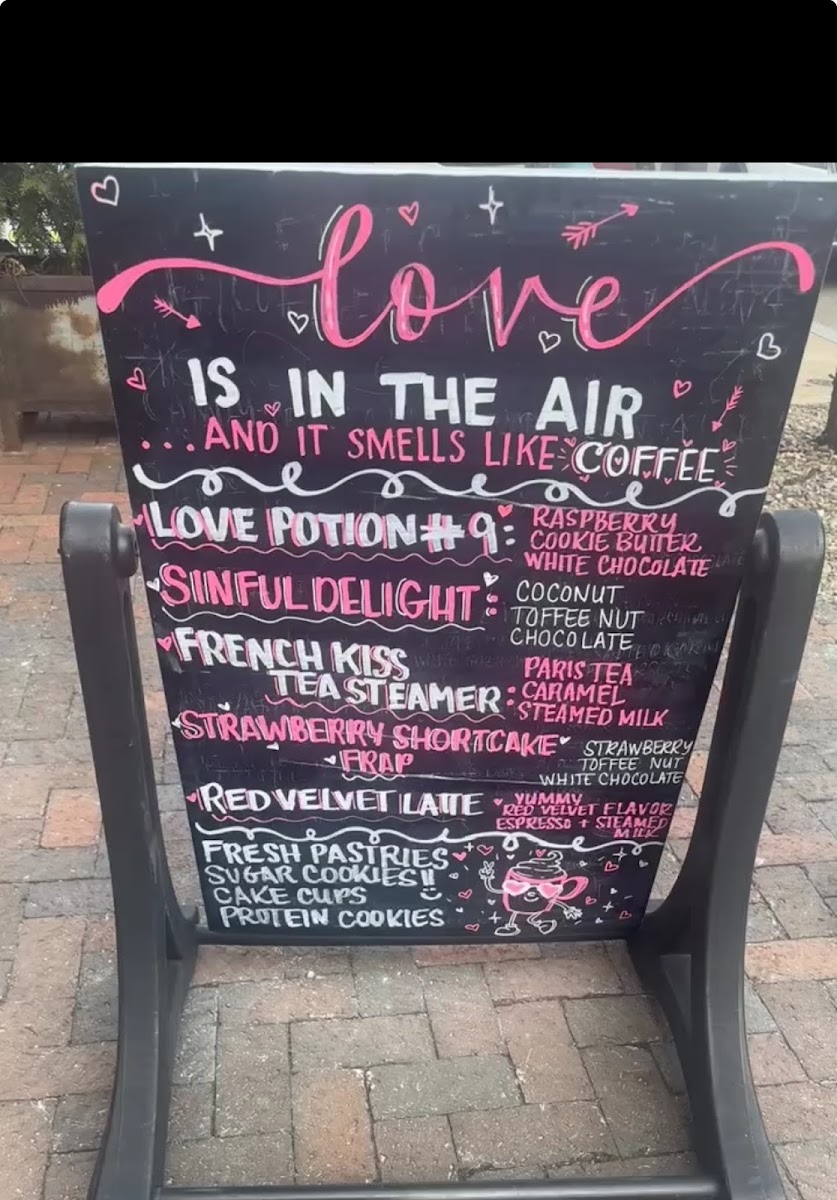 love
IS IN THE AIR
...AND IT SMELLS LIKE COFFEE
LOVE POTION #9: RASPBERRY
COOKIE BUTTER
WHITE CHOCOLATE
SINFUL DELIGHT: COCONUT
TOFFEE NUT
CHOCOLATE
FRENCH KISS
TEA STEAMER: PARIS TEA
CARAMEL
STEAMED MILK
STRAWBERRY SHORTCAKE
FRAP
STRAWBERRY
TOFFEE NUT
WHITE CHOCOLATE
RED VELVET LATTE
YUMMY
RED VELVET FLAVOR
ESPRESSO + STEAMED
MILK
FRESH PASTRIES
SUGAR COOKIES!!
CAKE CUPS
PROTEIN COOKIES